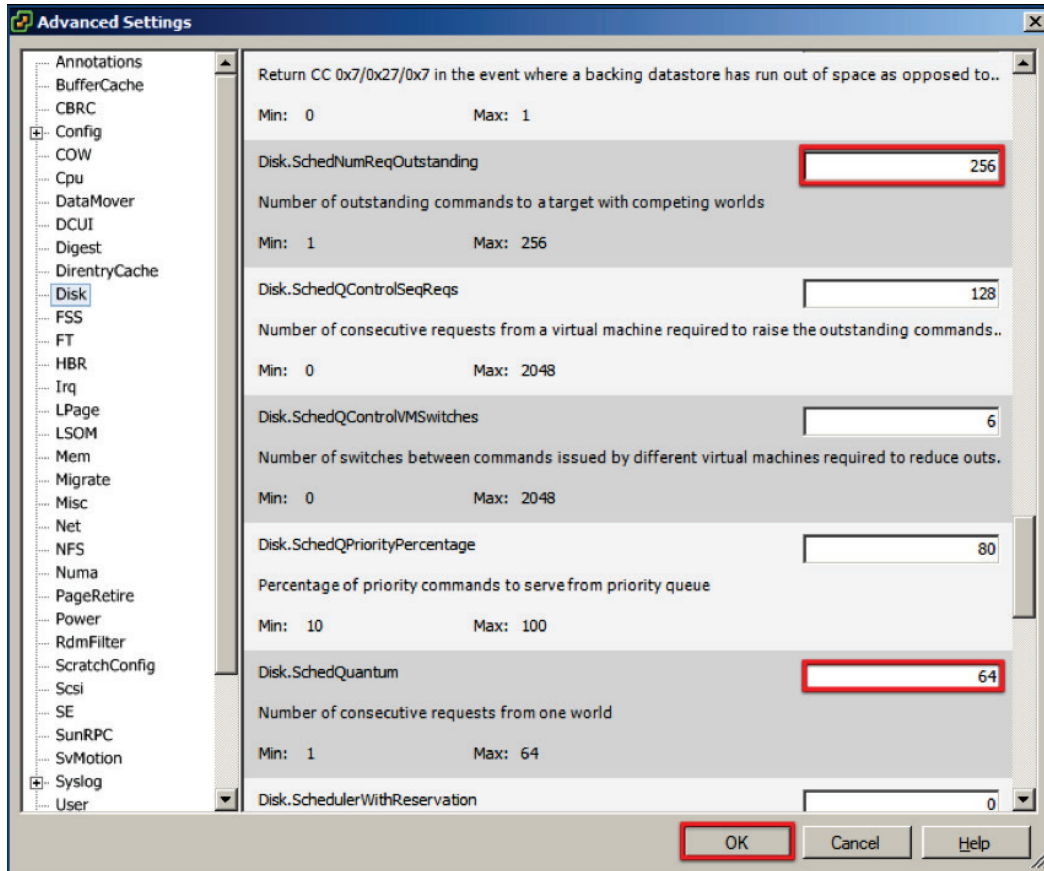 Advanced Settings
Annotations
BufferCache
CBRC
Config
COW
Cpu
DataMover
DCUI
Digest
DirentryCache
Disk
FSS
FT
HBR
Irq
LPage
LSOM
Mem
Migrate
Misc
Net
NFS
Numa
PageRetire
Power
RdmFilter
ScratchConfig
Scsi
SE
SunRPC
SvMotion
Syslog
User
Return CC 0x7/0x27/0x7 in the event where a backing datastore has run out of space as opposed to..
Min: 0 Max: 1
Disk.SchedNumReqOutstanding 256
Number of outstanding commands to a target with competing worlds
Min: 1 Max: 256
Disk.SchedQControlSeqReqs 128
Number of consecutive requests from a virtual machine required to raise the outstanding commands..
Min: 0 Max: 2048
Disk.SchedQControlVMSwitches 6
Number of switches between commands issued by different virtual machines required to reduce outs.
Min: 0 Max: 2048
Disk.SchedQPriorityPercentage 80
Percentage of priority commands to serve from priority queue
Min: 10 Max: 100
Disk.SchedQuantum 64
Number of consecutive requests from one world
Min: 1 Max: 64
Disk.SchedulerWithReservation 0
OK Cancel Help